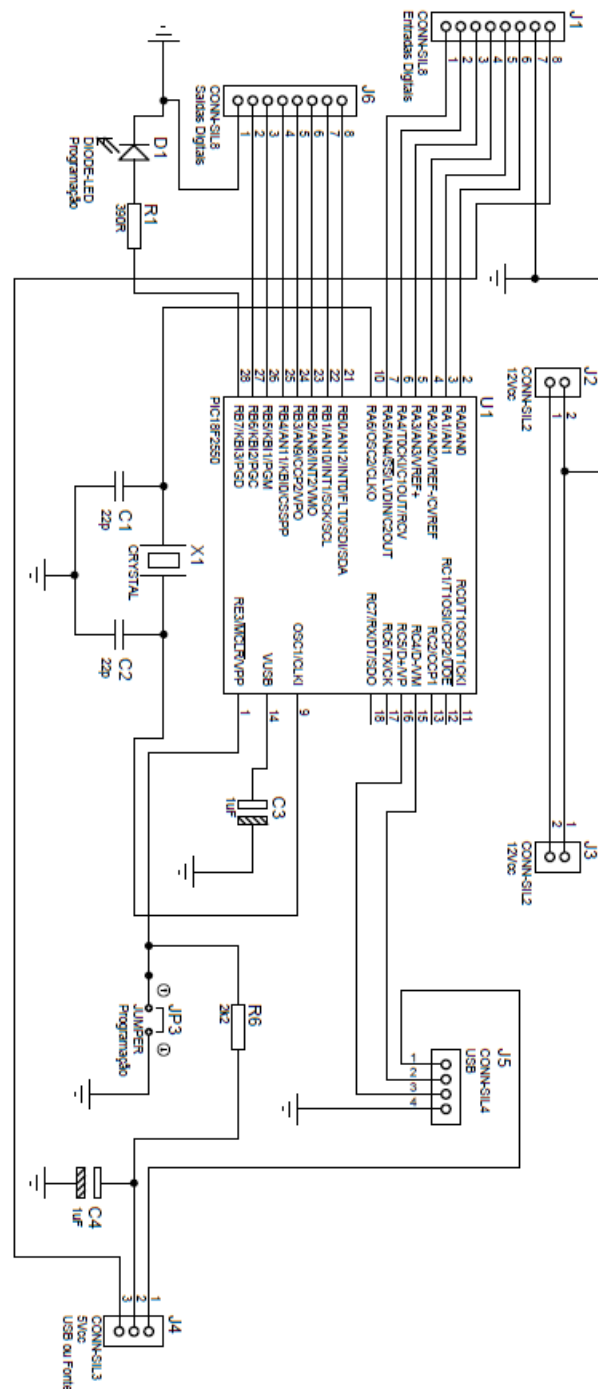 J1
CONN-SIL8
Entradas Digitais
1
2
3
4
5
6
7
8
J6
CONN-SIL8
Saídas Digitais
1
2
3
4
5
6
7
8
D1
DIODE-LED
Programação
R1
390R
J2
CONN-SIL2
12Vcc
1
2
J3
CONN-SIL2
12Vcc
2
1
U1
PIC18F2550
2
3
4
5
6
7
10
RA0/AN0
RA1/AN1
RA2/AN2/VREF-/CVREF
RA3/AN3/VREF+
RA4/T0CKI/C1OUT/RCV
RA5/AN4/SS/LVDIN/C2OUT
RA6/OSC2/CLKO
21
22
23
24
25
26
27
28
RB0/AN12/INT0/FLT0/SDI/SDA
RB1/AN10/INT1/SCK/SCL
RB2/AN8/INT2/VMO
RB3/AN9/CCP2/VPO
RB4/AN11/KBI0/CSSPP
RB5/KBI1/PGM
RB6/KBI2/PGC
RB7/KBI3/PGD
RC0/T1OSO/T1CKI
RC1/T1OSI/CCP2/UOE
RC2/CCP1
RC4/D-/VM
RC5/D+/VP
RC6/TX/CK
RC7/RX/DT/SDO
11
12
13
15
16
17
18
OSC1/CLKI
VUSB
RE3/MCLR/VPP
9
14
1
C1
22p
X1
CRYSTAL
C2
22p
C3
1uF
R6
2k2
JP3
JUMPER
Programação
C4
1uF
J5
CONN-SIL4
USB
1
2
3
4
J4
CONN-SIL3
5Vcc
USB ou Fonte
1
2
3